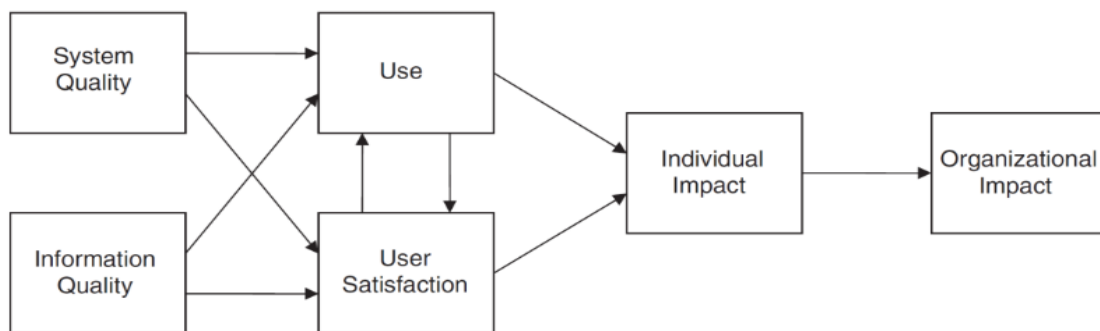 System
Quality
Use
Individual
Impact
Organizational
Impact
Information
Quality
User
Satisfaction